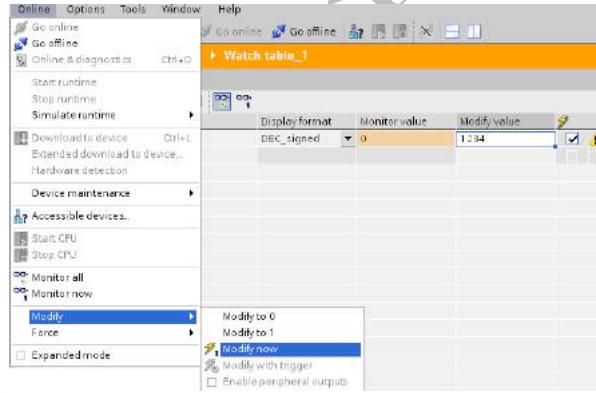 Online Options Tools Window Help
Go online
Go offline
Online & diagnostics Ctrl+D
Start runtime
Stop runtime
Simulate runtime
Download to device Ctrl+L
Extended download to device...
Hardware detection
Device maintenance
Accessible devices...
Start CPU
Stop CPU
Monitor all
Monitor now
Modify
Force
Expanded mode
Go online Go offline
Watch table_1
Display format Monitor value Modify value
DEC_signed 0 1234
Modify to 0
Modify to 1
Modify now
Modify with trigger
Enable peripheral outputs